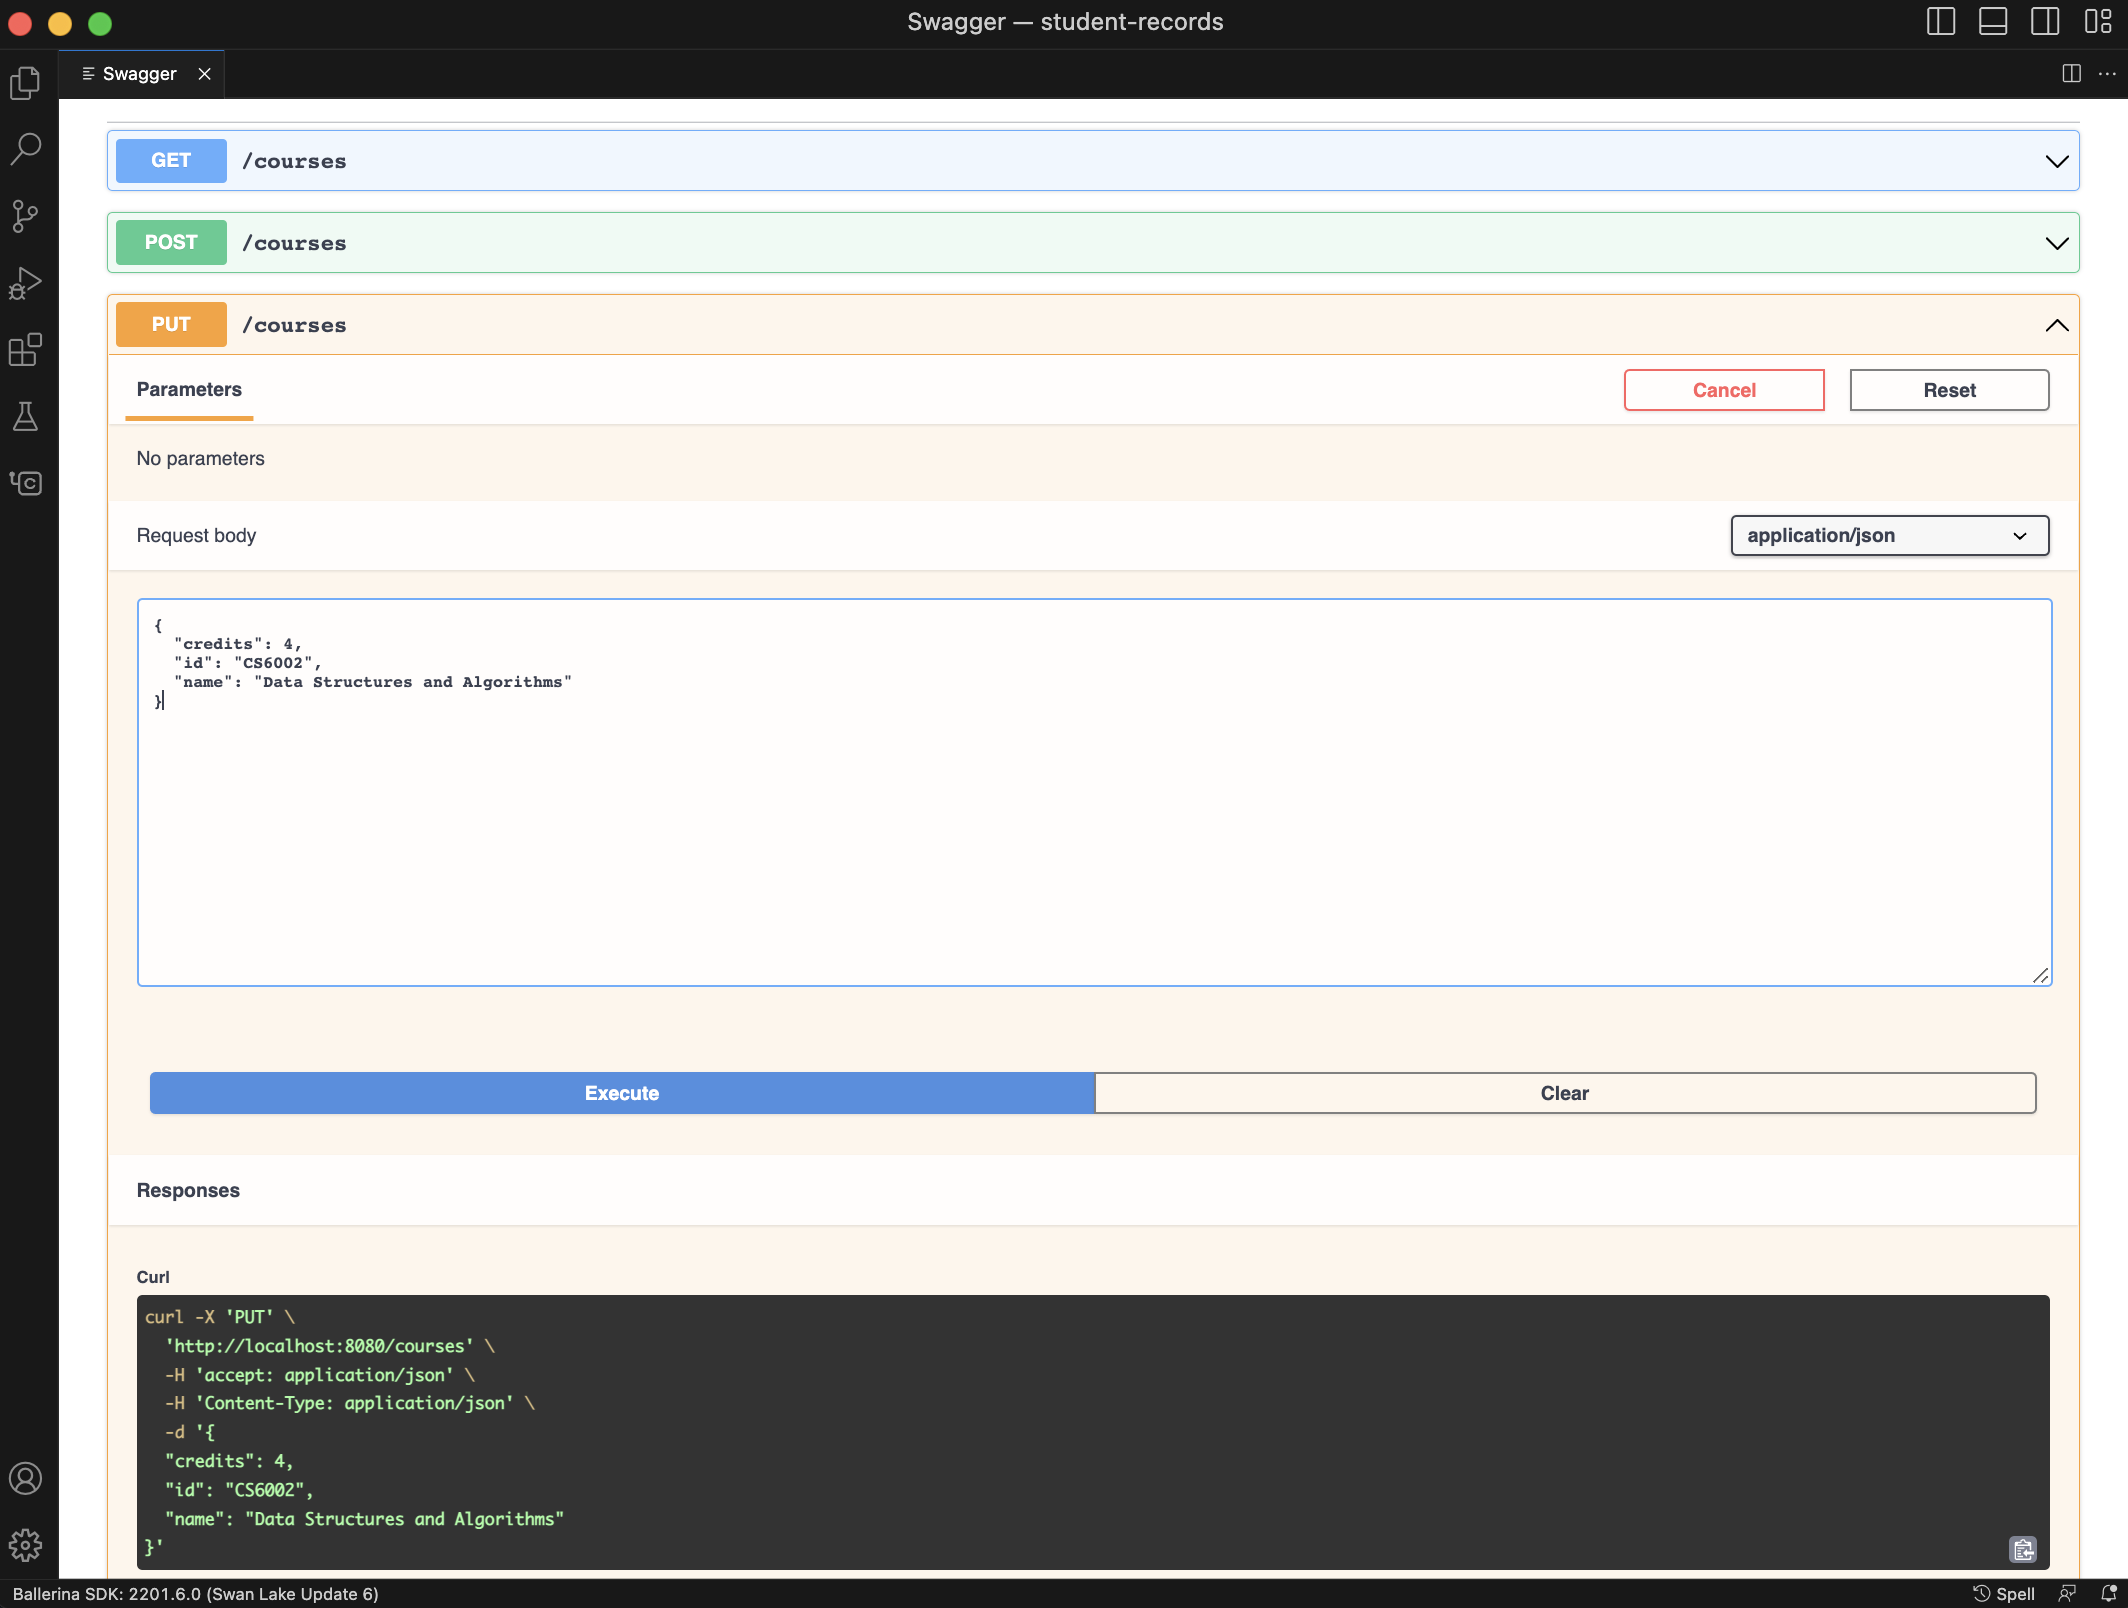 Swagger — student-records
Swagger
GET /courses
POST /courses
PUT /courses
Parameters
Cancel
Reset
No parameters
Request body
application/json
{
  "credits": 4,
  "id": "CS6002",
  "name": "Data Structures and Algorithms"
}
Execute
Clear
Responses
Curl
curl -X 'PUT' \
  'http://localhost:8080/courses' \
  -H 'accept: application/json' \
  -H 'Content-Type: application/json' \
  -d '{
  "credits": 4,
  "id": "CS6002",
  "name": "Data Structures and Algorithms"
}'
Ballerina SDK: 2201.6.0 (Swan Lake Update 6)
Spell